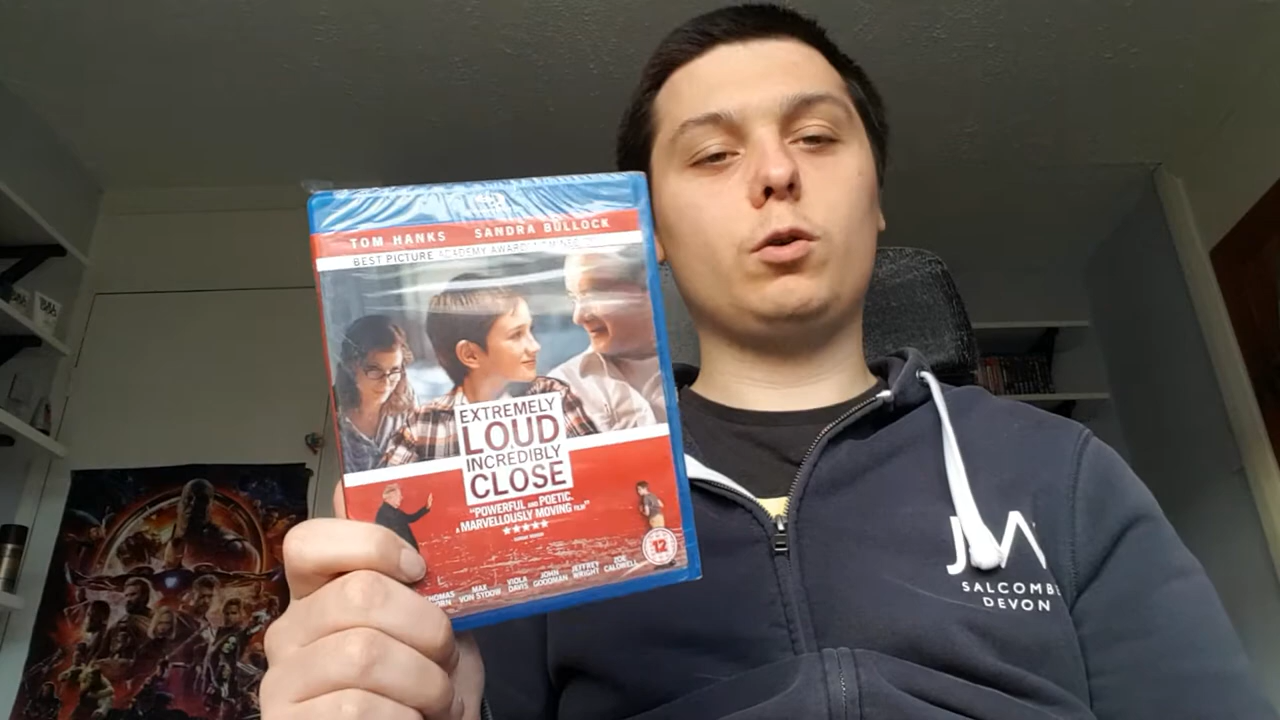 TOM HANKS SANDRA BULLOCK
BEST PICTURE ACADEMY AWARD
EXTREMELY
LOUD
INCREDIBLY
CLOSE
"POWERFUL AND POETIC.
A MARVELLOUSLY MOVING FILM"
★★★★★
12
THOMAS HORN MAX VON SYDOW VIOLA DAVIS JOHN GOODMAN JEFFREY WRIGHT ZOE CALDWELL
SALCOMBE
DEVON